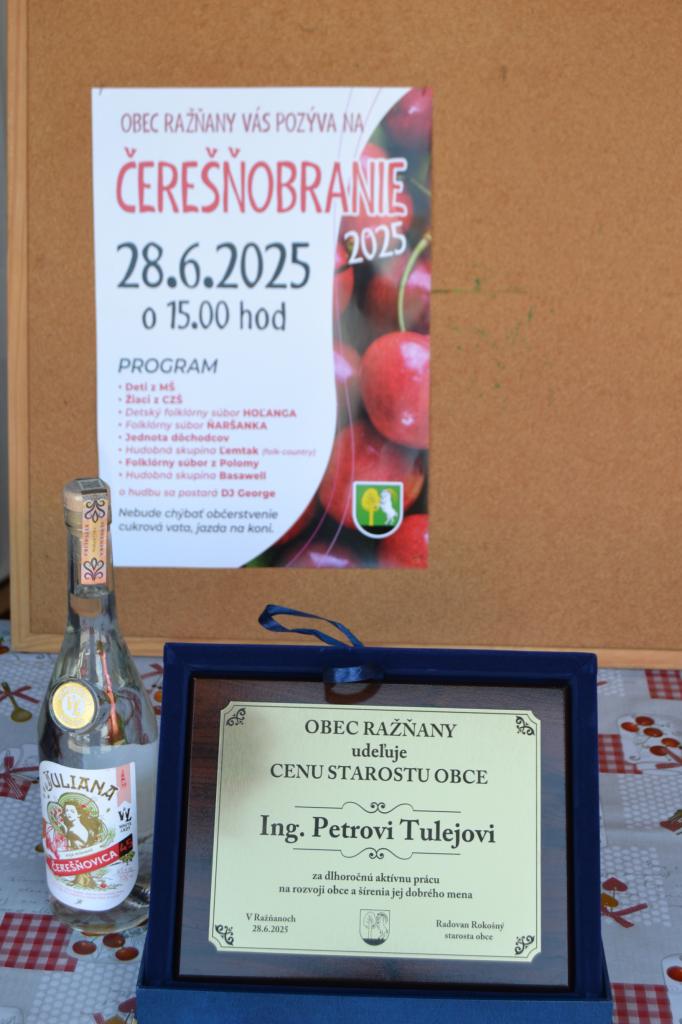 OBEC RAŽŇANY VÁS POZÝVA NA
ČEREŠŇOBRANIE
2025
28.6.2025
o 15.00 hod
PROGRAM
• Deti z MŠ
• Žiaci z CZŠ
• Detský folklórny súbor HOĽANGA
• Folklórny súbor ŇARŠANKA
• Jednota dôchodcov
• Hudobná skupina Ľemtak (folk-country)
• Folklórny súbor z Polomy
• Hudobná skupina Basawell
o hudbu sa postará DJ George
Nebude chýbať občerstvenie
cukrová vata, jazda na koni.
JULIANA
ČEREŠŇOVICA
45
OBEC RAŽŇANY
udeľuje
CENU STAROSTU OBCE
Ing. Petrovi Tulejovi
za dlhoročnú aktívnu prácu
na rozvoji obce a šírenia jej dobrého mena
V Ražňanoch
28.6.2025
Radovan Rokošný
starosta obce